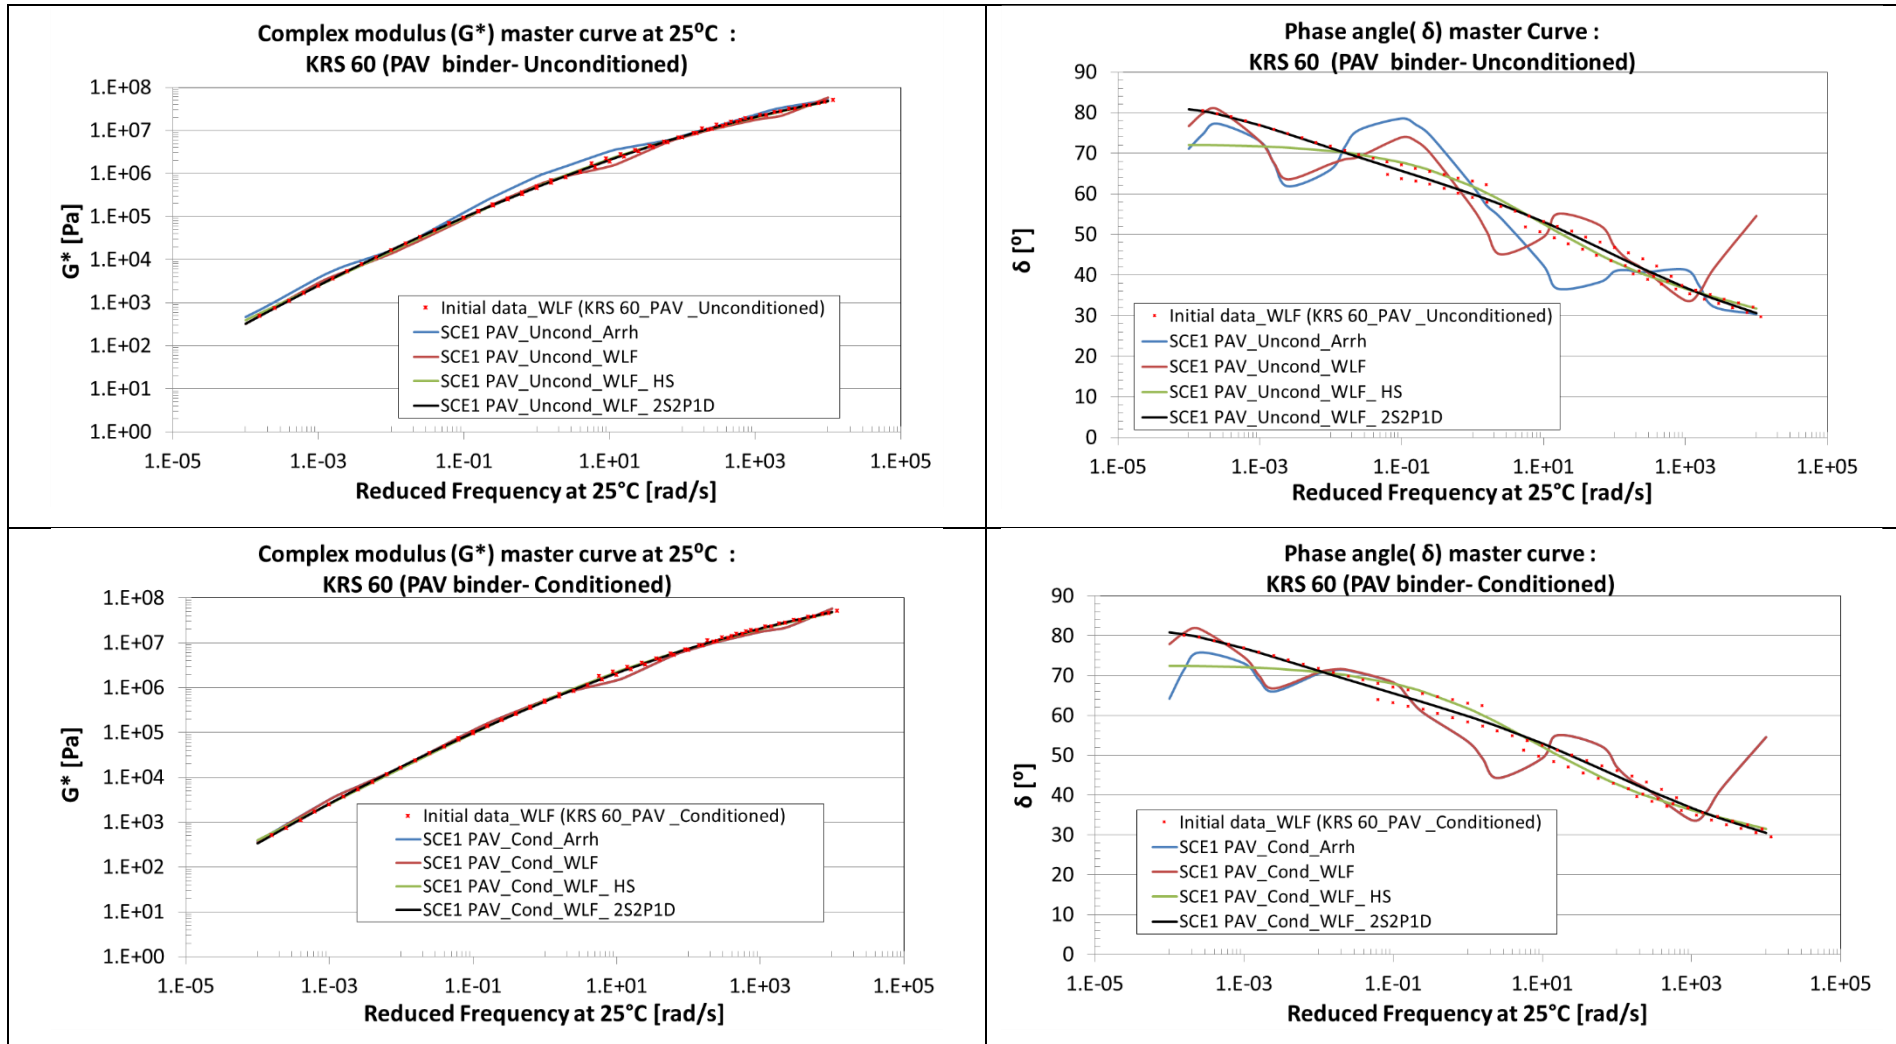 Complex modulus (G*) master curve at 25⁰C :
KRS 60 (PAV binder- Unconditioned)
1.E+08
1.E+07
1.E+06
1.E+05
1.E+04
1.E+03
1.E+02
1.E+01
1.E+00
G* [Pa]
Initial data_WLF (KRS 60_PAV _Unconditioned)
SCE1 PAV_Uncond_Arrh
SCE1 PAV_Uncond_WLF
SCE1 PAV_Uncond_WLF_ HS
SCE1 PAV_Uncond_WLF_ 2S2P1D
1.E-05 1.E-03 1.E-01 1.E+01 1.E+03 1.E+05
Reduced Frequency at 25°C [rad/s]
Phase angle( δ) master Curve :
KRS 60 (PAV binder- Unconditioned)
90
80
70
60
50
40
30
20
10
0
δ [⁰]
Initial data_WLF (KRS 60_PAV _Unconditioned)
SCE1 PAV_Uncond_Arrh
SCE1 PAV_Uncond_WLF
SCE1 PAV_Uncond_WLF_ HS
SCE1 PAV_Uncond_WLF_ 2S2P1D
1.E-05 1.E-03 1.E-01 1.E+01 1.E+03 1.E+05
Reduced Frequency at 25°C [rad/s]
Complex modulus (G*) master curve at 25⁰C :
KRS 60 (PAV binder- Conditioned)
1.E+08
1.E+07
1.E+06
1.E+05
1.E+04
1.E+03
1.E+02
1.E+01
1.E+00
G* [Pa]
Initial data_WLF (KRS 60_PAV _Conditioned)
SCE1 PAV_Cond_Arrh
SCE1 PAV_Cond_WLF
SCE1 PAV_Cond_WLF_ HS
SCE1 PAV_Cond_WLF_ 2S2P1D
1.E-05 1.E-03 1.E-01 1.E+01 1.E+03 1.E+05
Reduced Frequency at 25°C [rad/s]
Phase angle( δ) master curve :
KRS 60 (PAV binder- Conditioned)
90
80
70
60
50
40
30
20
10
0
δ [⁰]
Initial data_WLF (KRS 60_PAV _Conditioned)
SCE1 PAV_Cond_Arrh
SCE1 PAV_Cond_WLF
SCE1 PAV_Cond_WLF_ HS
SCE1 PAV_Cond_WLF_ 2S2P1D
1.E-05 1.E-03 1.E-01 1.E+01 1.E+03 1.E+05
Reduced Frequency at 25°C [rad/s]